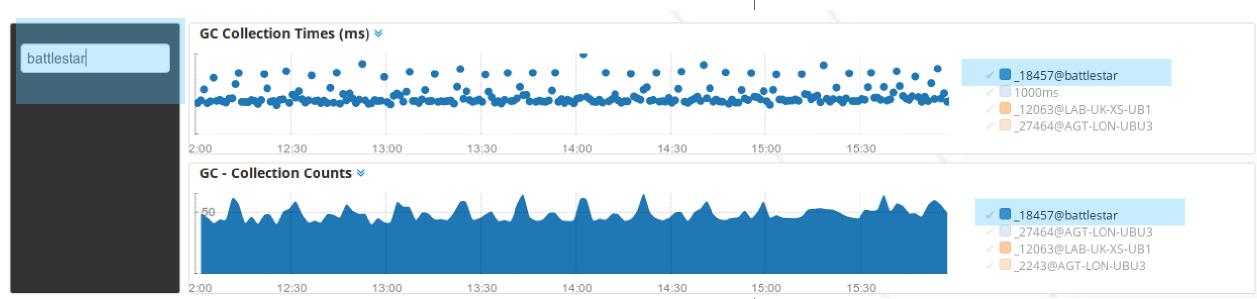 battlestar
GC Collection Times (ms)
_18457@battlestar
1000ms
_12063@LAB-UK-XS-UB1
_27464@AGT-LON-UBU3
2:00 12:30 13:00 13:30 14:00 14:30 15:00 15:30
GC - Collection Counts
50
_18457@battlestar
_27464@AGT-LON-UBU3
_12063@LAB-UK-XS-UB1
_2243@AGT-LON-UBU3
2:00 12:30 13:00 13:30 14:00 14:30 15:00 15:30